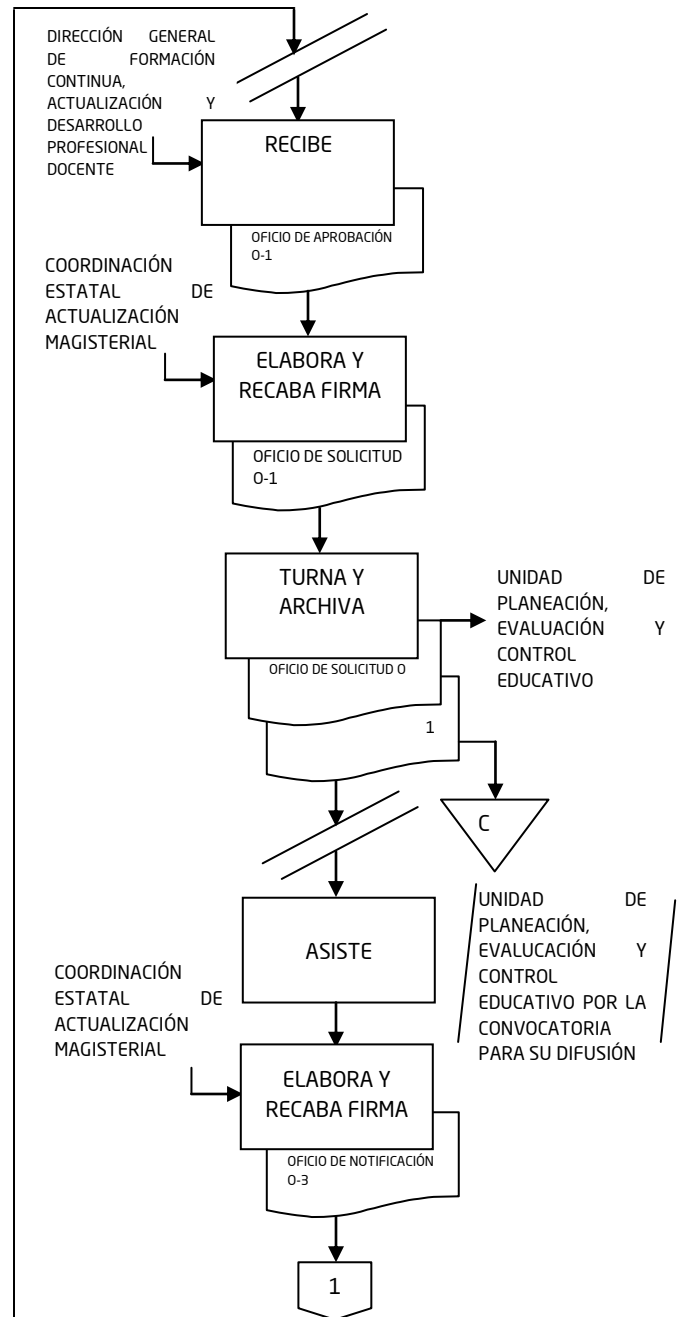 DIRECCIÓN GENERAL
DE FORMACIÓN
CONTINUA,
ACTUALIZACIÓN Y
DESARROLLO
PROFESIONAL
DOCENTE
RECIBE
OFICIO DE APROBACIÓN
O-1
COORDINACIÓN
ESTATAL DE
ACTUALIZACIÓN
MAGISTERIAL
ELABORA Y
RECABA FIRMA
OFICIO DE SOLICITUD
O-1
TURNA Y
ARCHIVA
OFICIO DE SOLICITUD O
1
UNIDAD DE
PLANEACIÓN,
EVALUACIÓN Y
CONTROL
EDUCATIVO
C
ASISTE
UNIDAD DE
PLANEACIÓN,
EVALUCACIÓN Y
CONTROL
EDUCATIVO POR LA
CONVOCATORIA
PARA SU DIFUSIÓN
COORDINACIÓN
ESTATAL DE
ACTUALIZACIÓN
MAGISTERIAL
ELABORA Y
RECABA FIRMA
OFICIO DE NOTIFICACIÓN
O-3
1